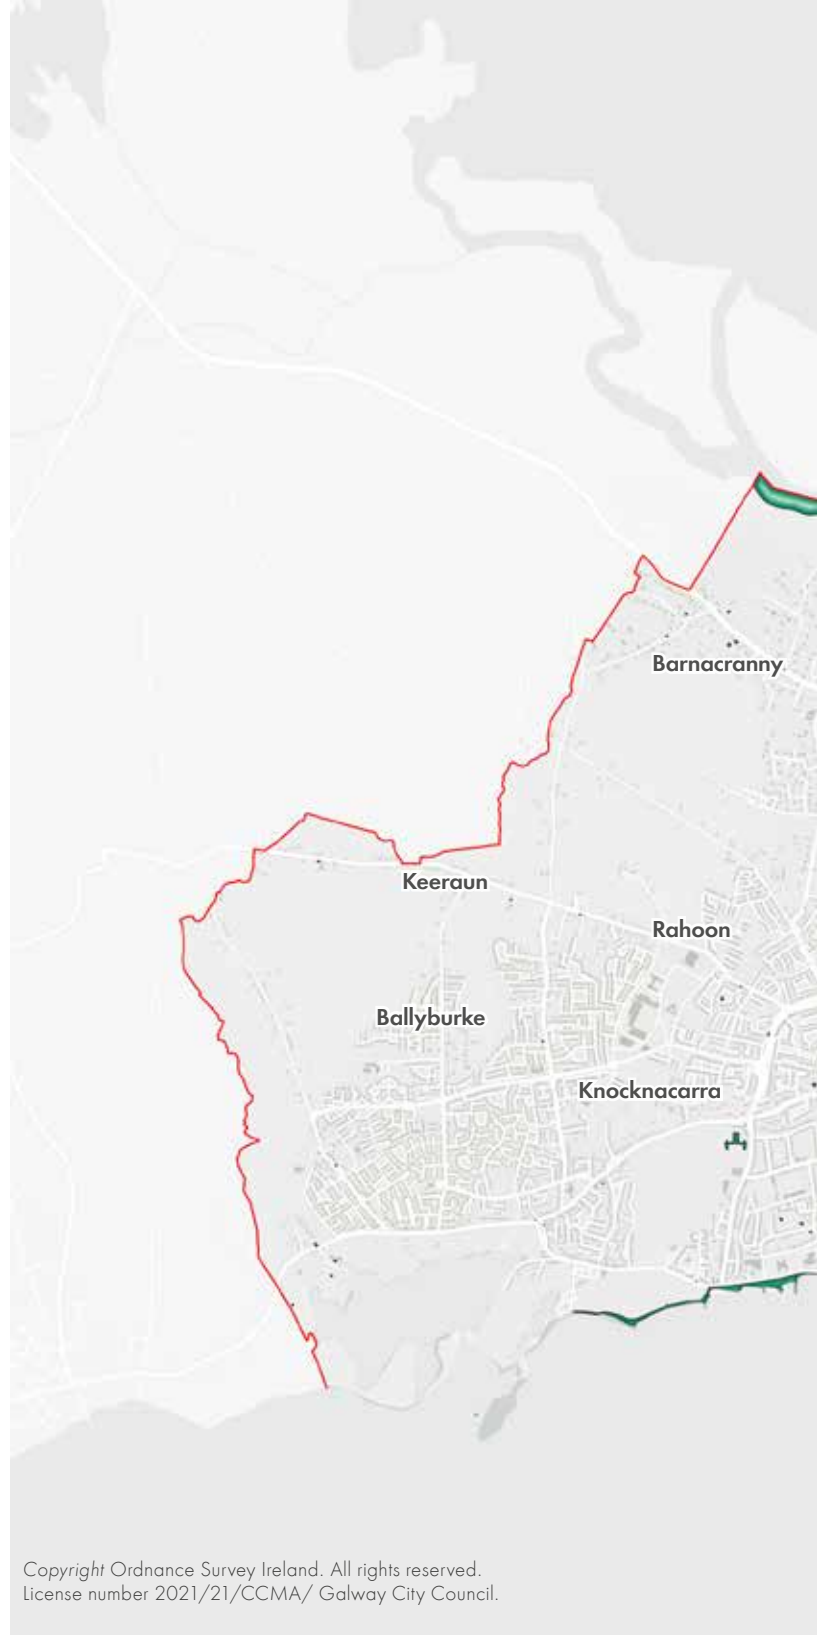 Barnacranny
Keeraun
Rahoon
Ballyburke
Knocknacarra
Copyright Ordnance Survey Ireland. All rights reserved.
License number 2021/21/CCMA/ Galway City Council.